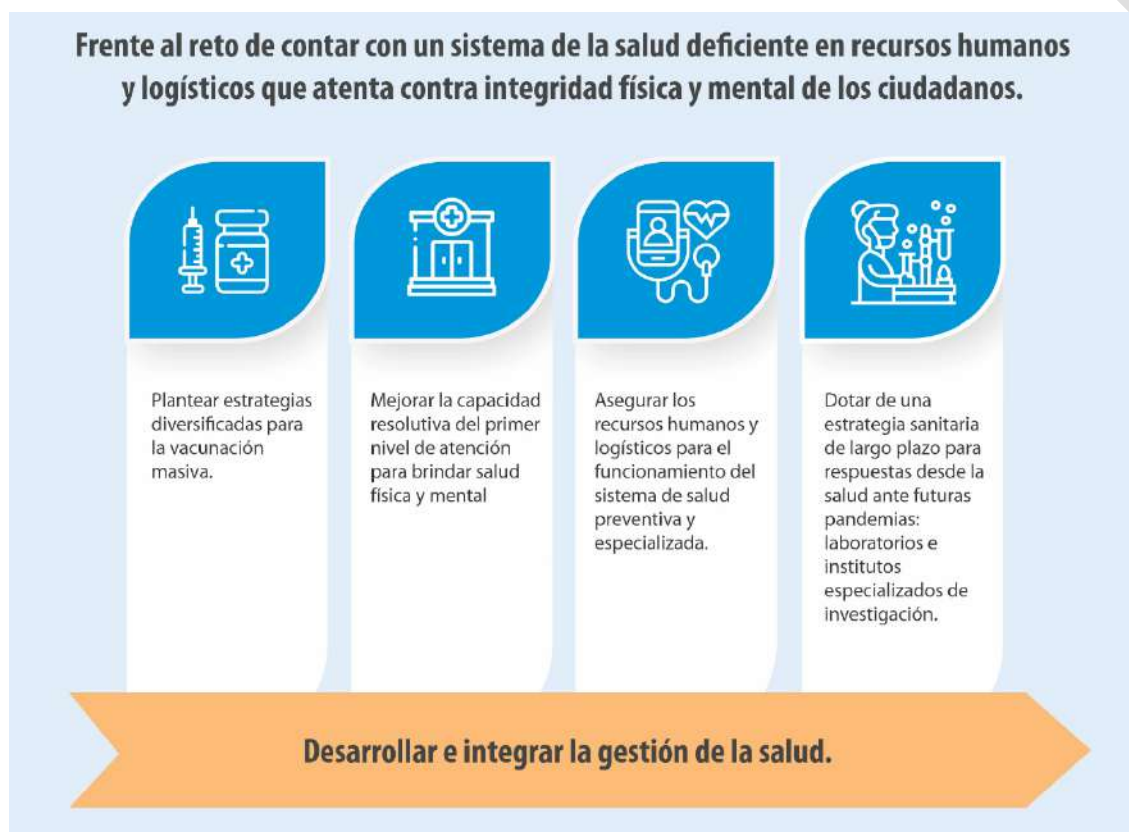 Frente al reto de contar con un sistema de la salud deficiente en recursos humanos
y logísticos que atenta contra integridad física y mental de los ciudadanos.
Plantear estrategias
diversificadas para
la vacunación
masiva.
Mejorar la capacidad
resolutiva del primer
nivel de atención
para brindar salud
física y mental
Asegurar los
recursos humanos y
logísticos para el
funcionamiento del
sistema de salud
preventiva y
especializada.
Dotar de una
estrategia sanitaria
de largo plazo para
respuestas desde la
salud ante futuras
pandemias:
laboratorios e
institutos
especializados de
investigación.
Desarrollar e integrar la gestión de la salud.